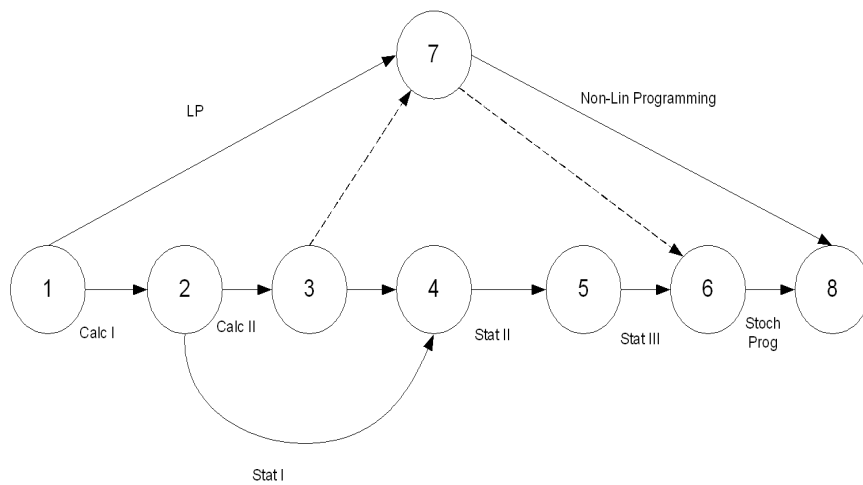 7
LP
Non-Lin Programming
1
2
3
4
5
6
8
Calc I
Calc II
Stat II
Stat III
Stoch
Prog
Stat I